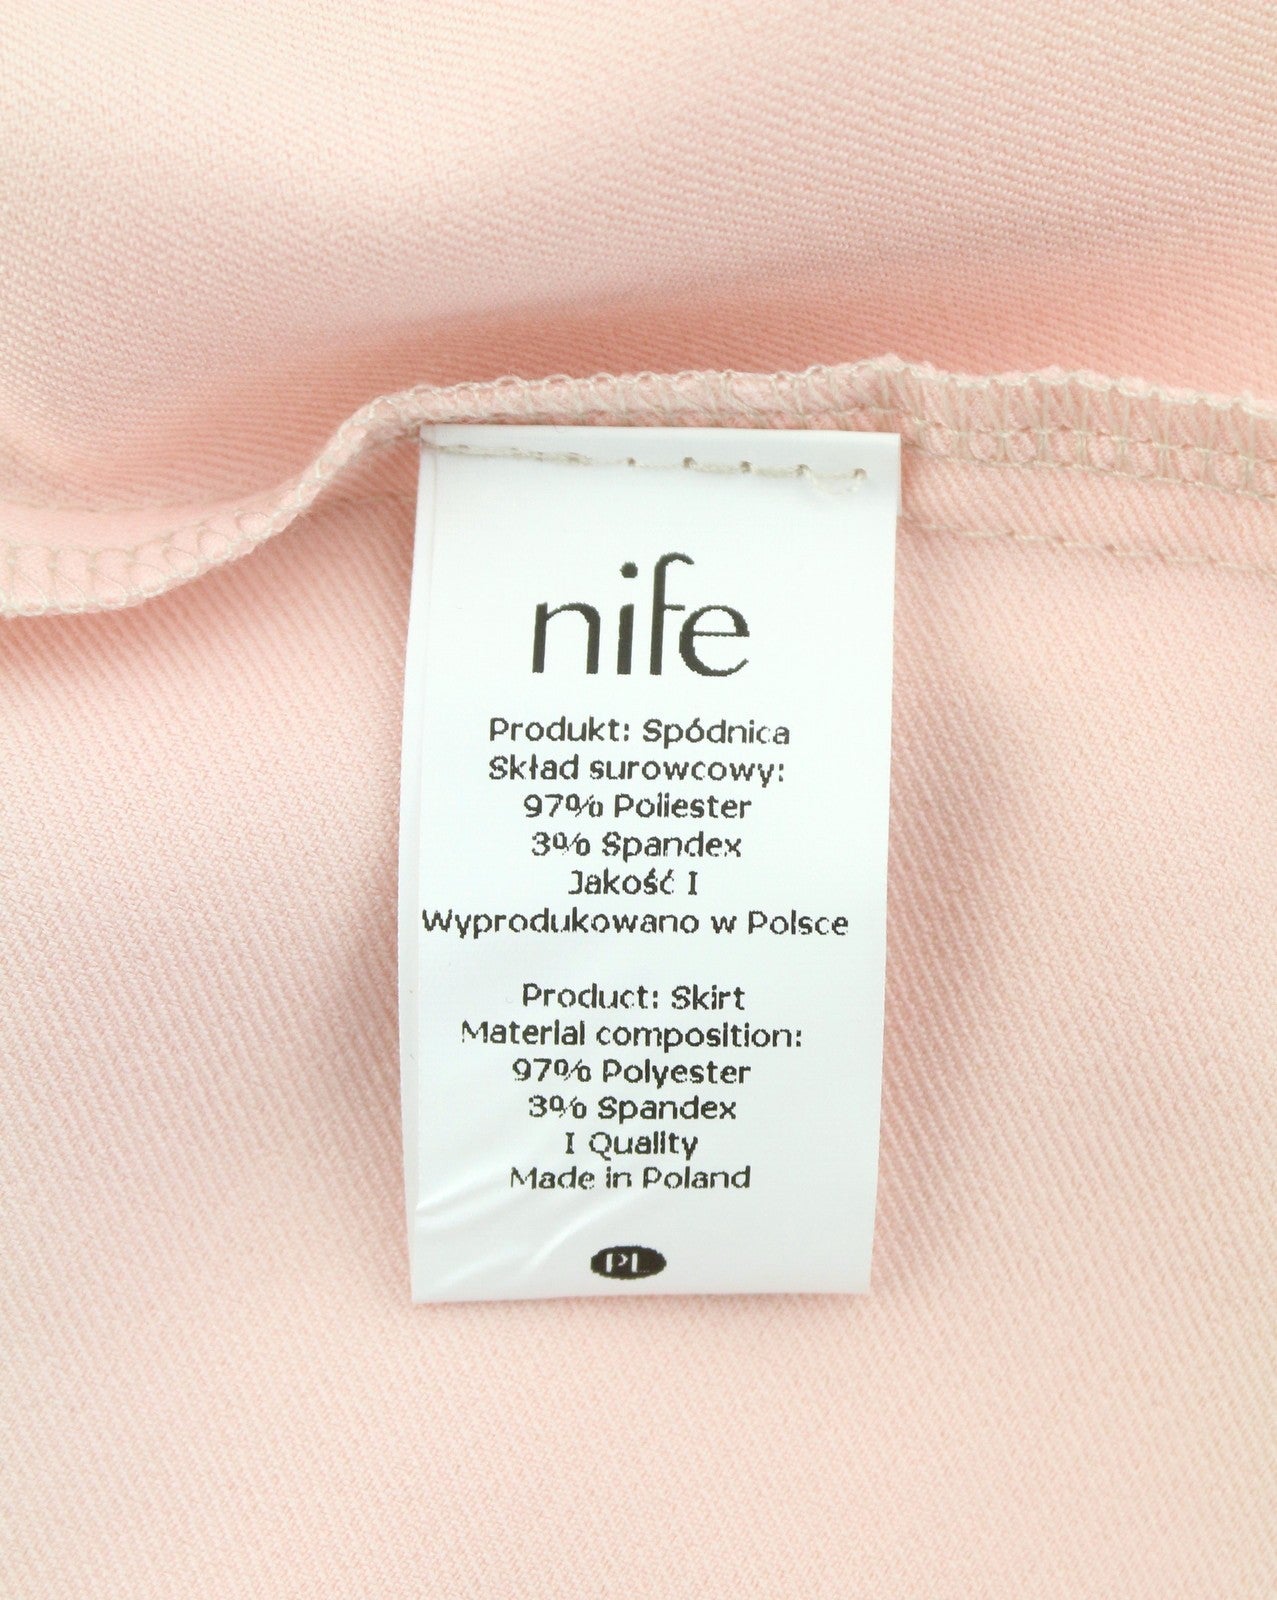 nife
Produkt: Spódnica
Skład surowcowy:
97% Poliester
3% Spandex
Jakość I
Wyprodukowano w Polsce
Product: Skirt
Material composition:
97% Polyester
3% Spandex
I Quality
Made in Poland
PL